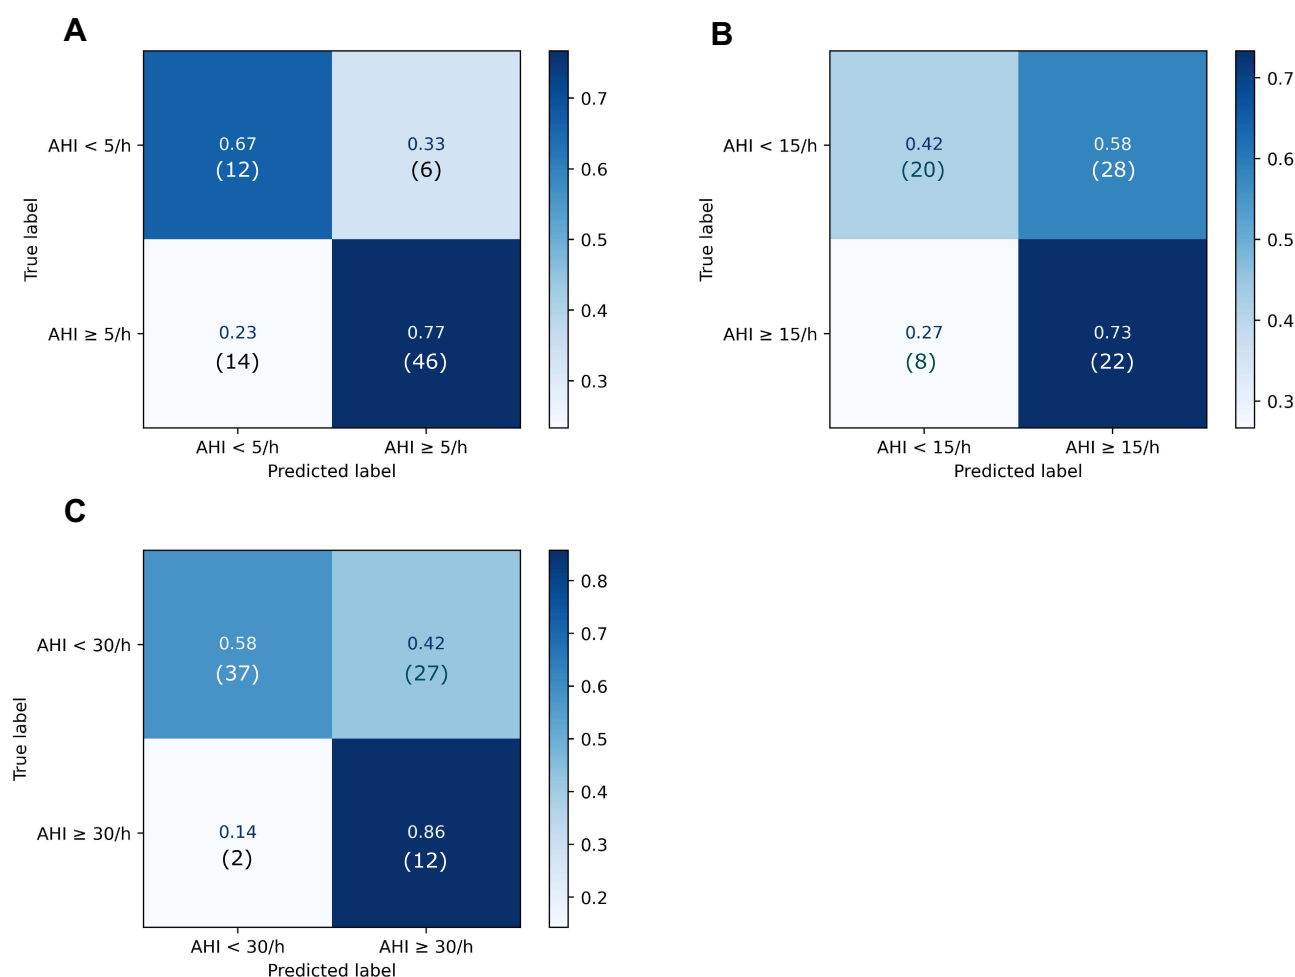 A
AHI < 5/h
AHI ≥ 5/h
True label
0.67
(12)
0.33
(6)
0.23
(14)
0.77
(46)
AHI < 5/h
AHI ≥ 5/h
Predicted label
0.7
0.6
0.5
0.4
0.3
B
AHI < 15/h
AHI ≥ 15/h
True label
0.42
(20)
0.58
(28)
0.27
(8)
0.73
(22)
AHI < 15/h
AHI ≥ 15/h
Predicted label
0.7
0.6
0.5
0.4
0.3
C
AHI < 30/h
AHI ≥ 30/h
True label
0.58
(37)
0.42
(27)
0.14
(2)
0.86
(12)
AHI < 30/h
AHI ≥ 30/h
Predicted label
0.8
0.7
0.6
0.5
0.4
0.3
0.2